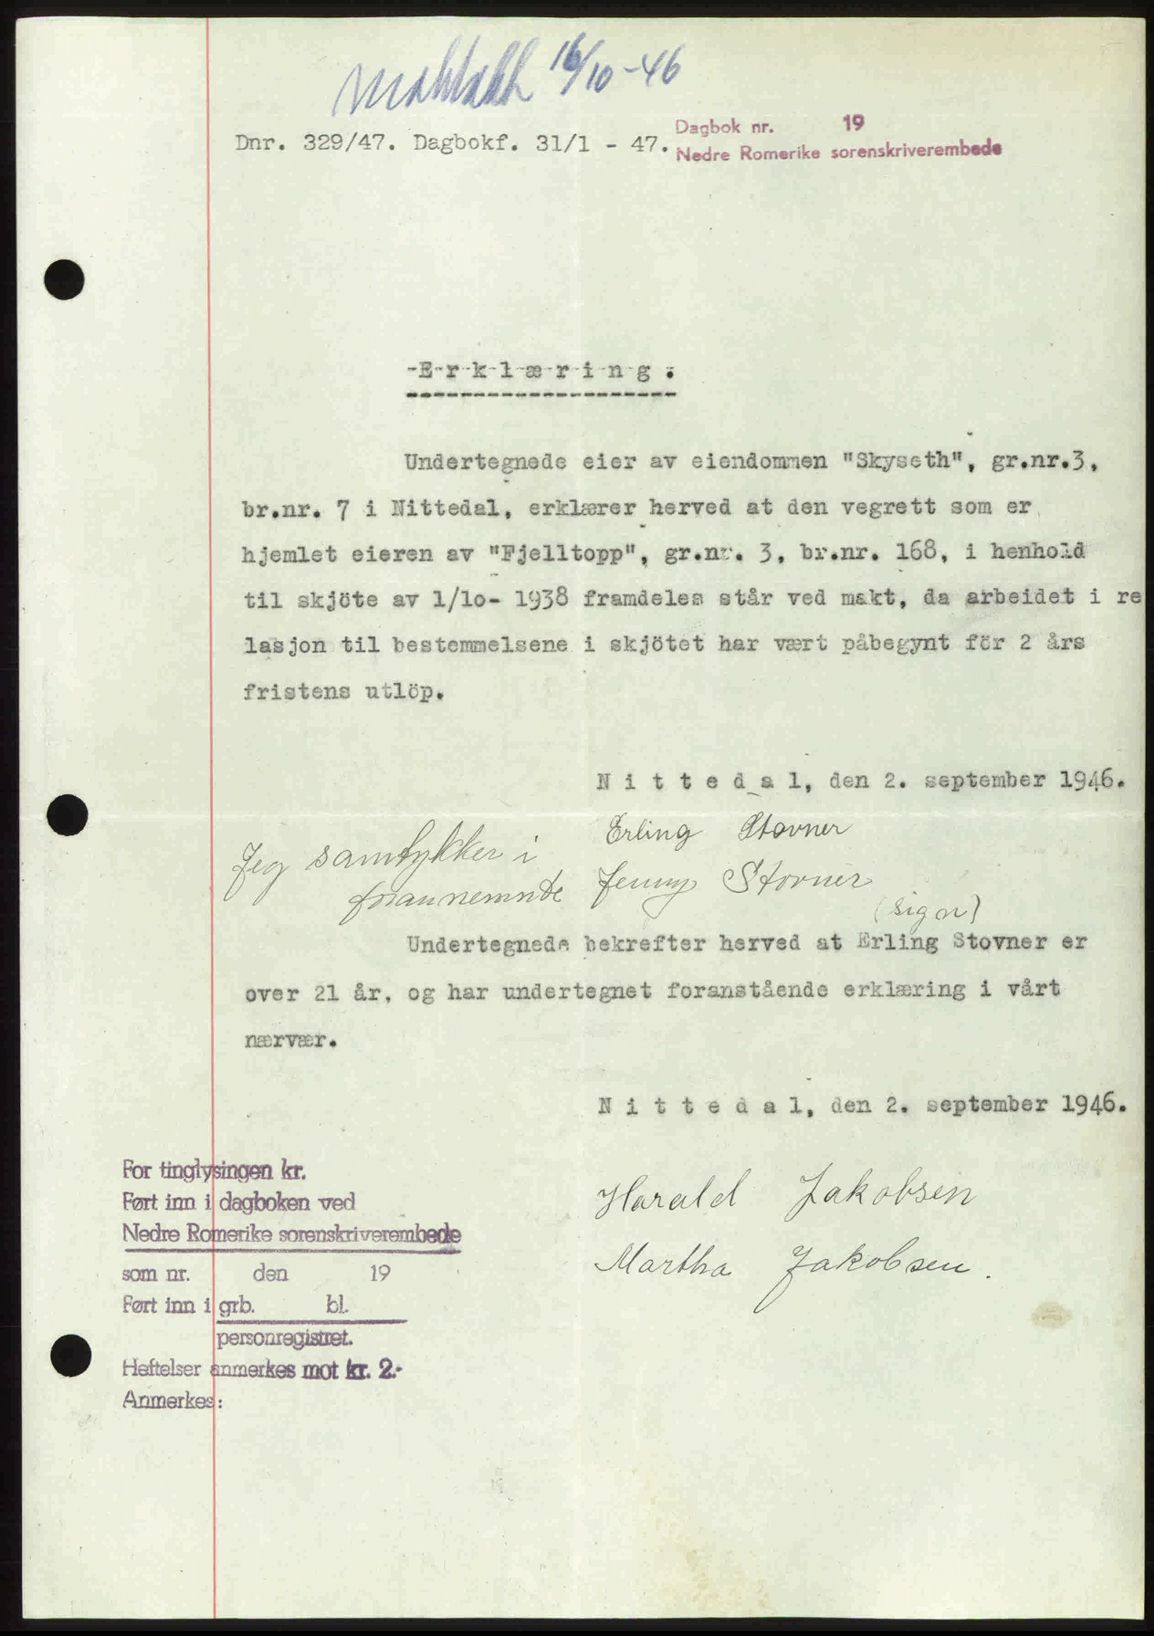 16/10-46
Dnr. 329/47. Dagbokf. 31/1 - 47.
Dagbok nr. 19
Nedre Romerike sorenskriverembede
-E-r-k-l-æ-r-i-n-g :
Undertegnede eier av eiendommen "Skyseth", gr.nr.3,
br.nr. 7 i Nittedal, erklærer herved at den vegrett som er
hjemlet eieren av "Fjelltopp", gr.nr. 3, br.nr. 168, i henhold
til skjöte av 1/10- 1938 framdeles står ved makt, da arbeidet i re
lasjon til bestemmelsene i skjötet har vært påbegynt för 2 års
fristens utlöp.
N i t t e d a l, den 2. september 1946.
Erling Stovner
Jeg samtykker i
forannemnde Jenny Stovner
(sign)
Undertegnede bekrefter herved at Erling Stovner er
over 21 år, og har undertegnet foranstående erklæring i vårt
nærvær.
N i t t e d a l, den 2. september 1946.
Harald Jakobsen
Martha Jakobsen.
For tinglysingen kr.
Ført inn i dagboken ved
Nedre Romerike sorenskriverembede
som nr. den 19
Ført inn i grb. bl.
personregistret.
Heftelser anmerkes mot kr. 2.-
Anmerkes: